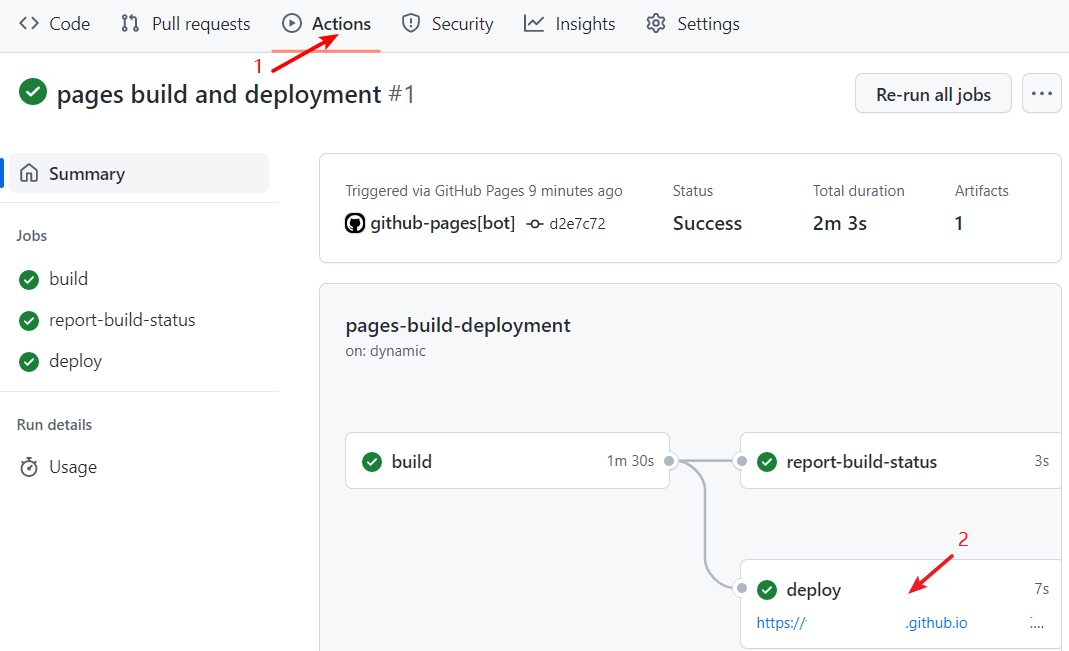 Code Pull requests Actions Security Insights Settings
1
pages build and deployment #1
Re-run all jobs ...
Summary
Triggered via GitHub Pages 9 minutes ago Status Total duration Artifacts
github-pages[bot] d2e7c72 Success 2m 3s 1
Jobs
build
report-build-status
deploy
Run details
Usage
pages-build-deployment
on: dynamic
build 1m 30s
report-build-status 3s
2
deploy 7s
https:// .github.io ...